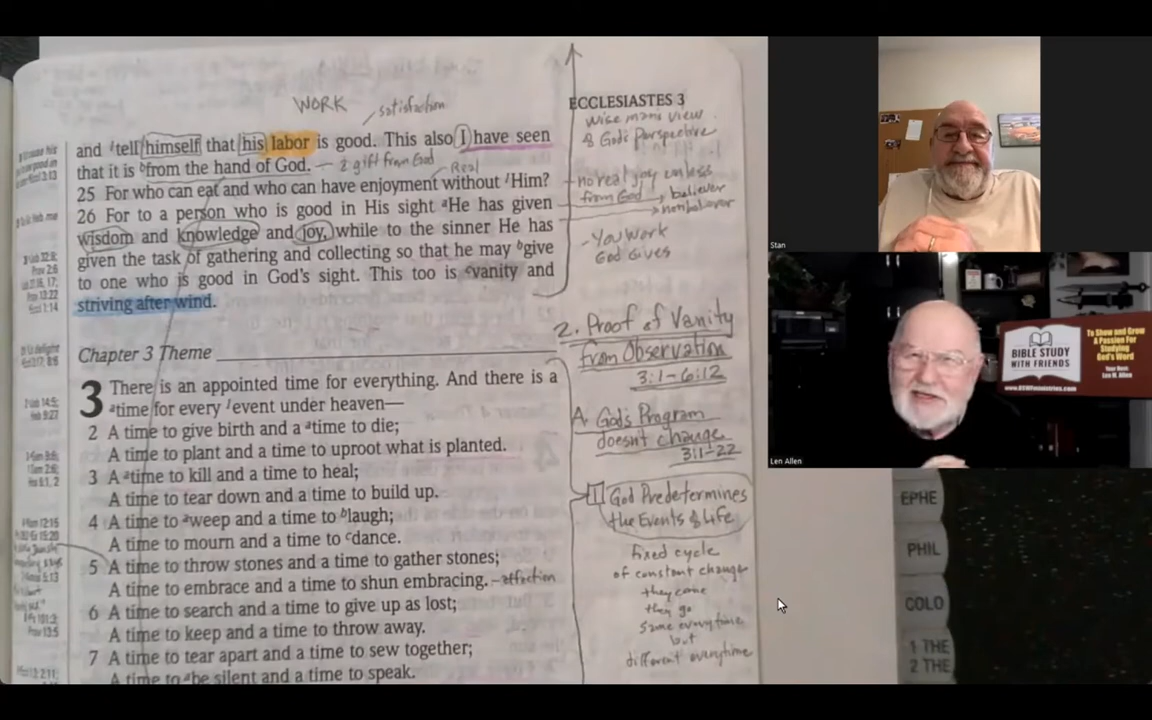 WORK
satisfaction
and tell himself that his labor is good. This also I have seen
that it is from the hand of God. – a gift from God
Real
25 For who can eat and who can have enjoyment without Him?
26 For to a person who is good in His sight He has given
wisdom and knowledge and joy, while to the sinner He has
given the task of gathering and collecting so that he may give
to one who is good in God's sight. This too is vanity and
striving after wind.
Chapter 3 Theme
3 There is an appointed time for everything. And there is a
time for every event under heaven—
2 A time to give birth and a time to die;
A time to plant and a time to uproot what is planted.
3 A time to kill and a time to heal;
A time to tear down and a time to build up.
4 A time to weep and a time to laugh;
A time to mourn and a time to dance.
5 A time to throw stones and a time to gather stones;
A time to embrace and a time to shun embracing. – affection
6 A time to search and a time to give up as lost;
A time to keep and a time to throw away.
7 A time to tear apart and a time to sew together;
A time to be silent and a time to speak.
ECCLESIASTES 3
Wise mans view
of God's Perspective
no real joy unless
from God → believer
→ nonbeliever
- You Work
God Gives
2. Proof of Vanity
from Observation
3:1-6:12
A. God's Program
doesn't change
3:1-22
1 God Predetermines
the Events of Life
fixed cycle
of constant change
they come
they go
same everytime
but
different everytime
Stan
Len Allen
BIBLE STUDY
WITH FRIENDS
To Show and Grow
A Passion For
Studying
God's Word
Len M. Allen
EPHE
PHIL
COLO
1 THE
2 THE